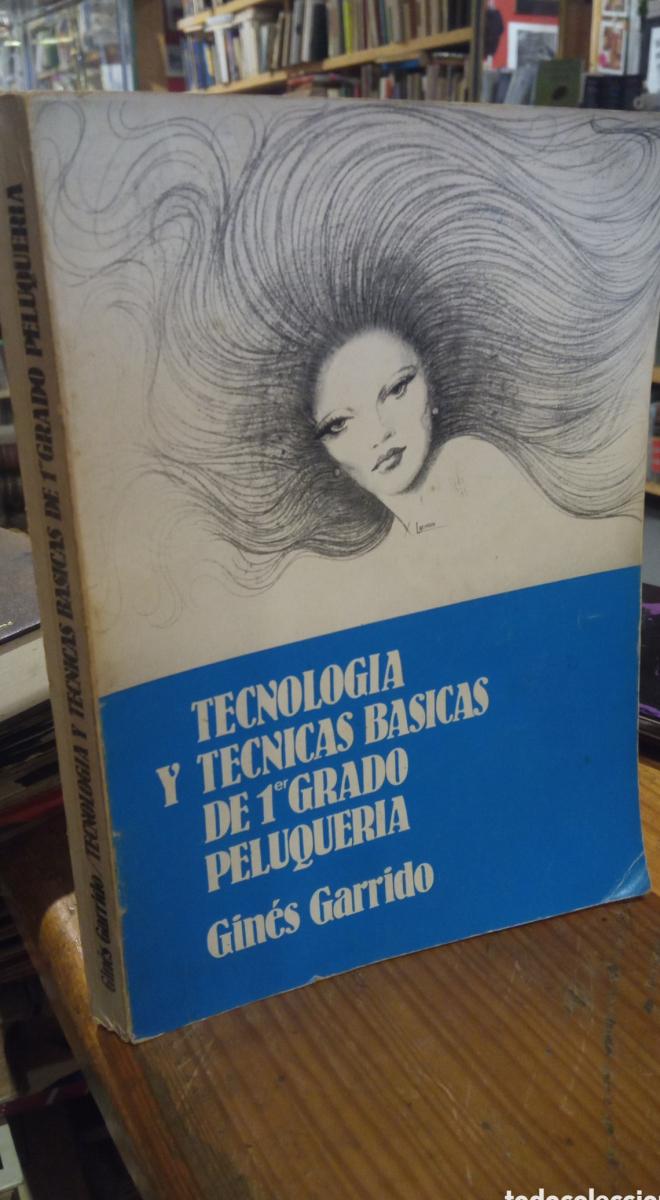 TECNOLOGIA
Y TECNICAS BASICAS
DE 1er GRADO
PELUQUERIA
Ginés Garrido
Ginés Garrido / TECNOLOGIA Y TECNICAS BASICAS DE 1er GRADO PELUQUERIA